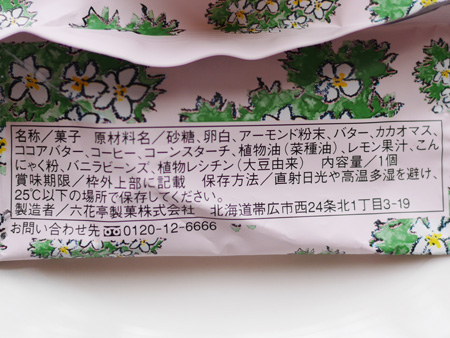 名称／菓子 原材料名／砂糖、卵白、アーモンド粉末、バター、カカオマス、
ココアバター、コーヒー、コーンスターチ、植物油(菜種油)、レモン果汁、こん
にゃく粉、バニラビーンズ、植物レシチン(大豆由来) 内容量／1個
賞味期限／枠外上部に記載 保存方法／直射日光や高温多湿を避け、
25℃以下の場所で保存してください。
製造者／六花亭製菓株式会社 北海道帯広市西24条北1丁目3-19
お問い合わせ先 0120-12-6666